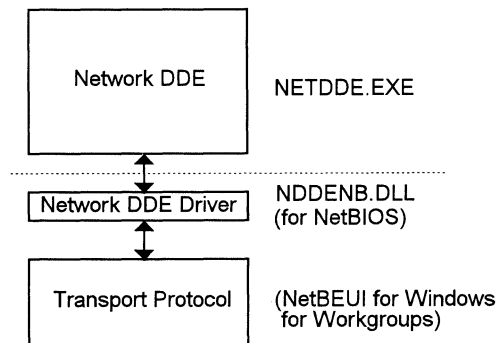 Network DDE
NETDDE.EXE
Network DDE Driver
NDDENB.DLL
(for NetBIOS)
Transport Protocol
(NetBEUI for Windows
for Workgroups)